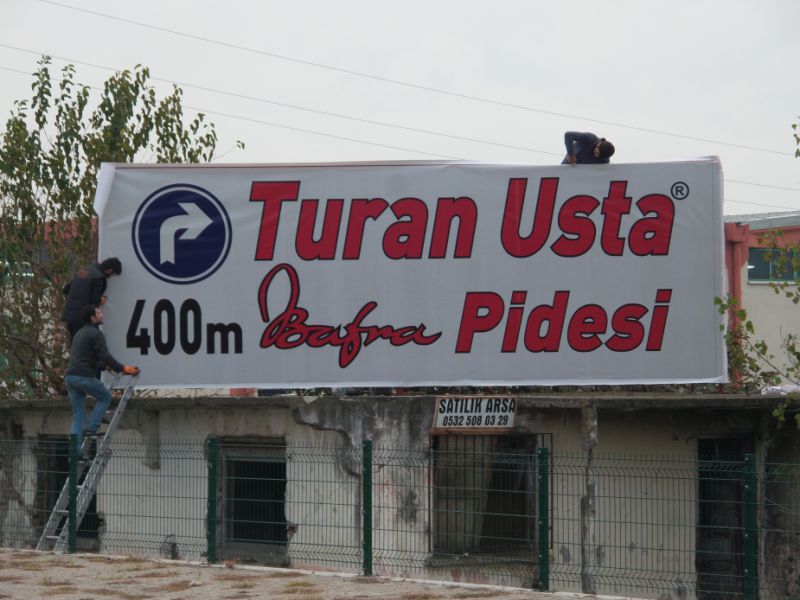 Turan Usta®
400m Bafra Pidesi
SATILIK ARSA
0532 508 03 29